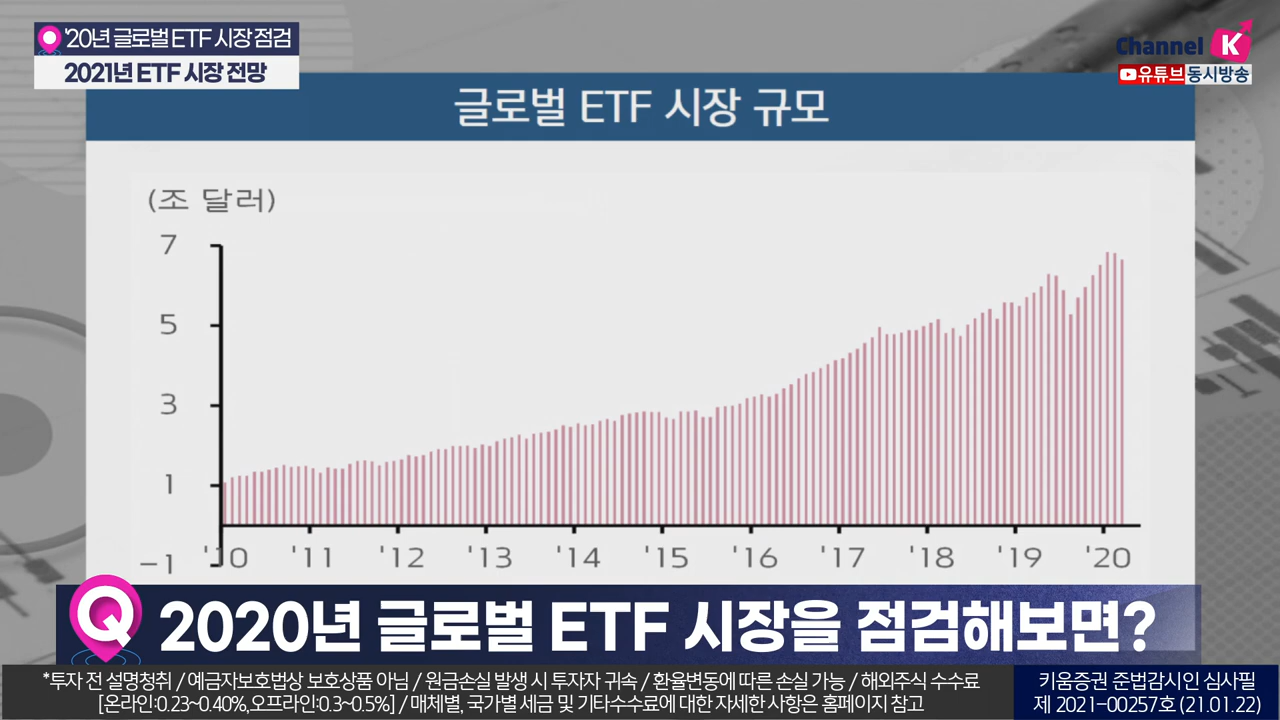 '20년 글로벌 ETF 시장 점검
2021년 ETF 시장 전망
Channel K
유튜브동시방송
글로벌 ETF 시장 규모
(조 달러)
7
5
3
1
-1
'10 '11 '12 '13 '14 '15 '16 '17 '18 '19 '20
Q 2020년 글로벌 ETF 시장을 점검해보면?
*투자 전 설명청취 / 예금자보호법상 보호상품 아님 / 원금손실 발생 시 투자자 귀속 / 환율변동에 따른 손실 가능 / 해외주식 수수료
[온라인:0.23~0.40%,오프라인:0.3~0.5%] / 매체별, 국가별 세금 및 기타수수료에 대한 자세한 사항은 홈페이지 참고
키움증권 준법감시인 심사필
제 2021-00257호 (21.01.22)